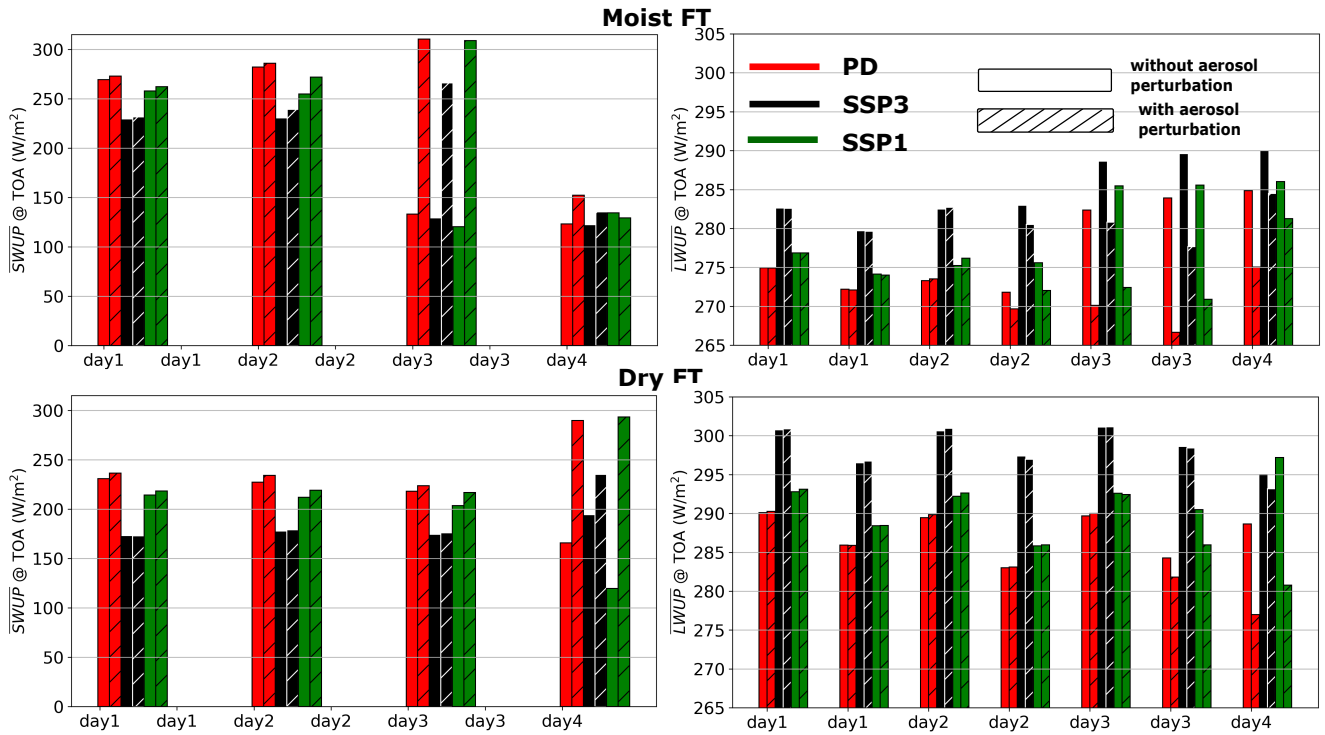 Moist FT
SWUP @ TOA (W/m²)
300
250
200
150
100
50
0
day1 day1 day2 day2 day3 day3 day4
LWUP @ TOA (W/m²)
305
300
295
290
285
280
275
270
265
PD
SSP3
SSP1
without aerosol
perturbation
with aerosol
perturbation
day1 day1 day2 day2 day3 day3 day4
Dry FT
SWUP @ TOA (W/m²)
300
250
200
150
100
50
0
day1 day1 day2 day2 day3 day3 day4
LWUP @ TOA (W/m²)
305
300
295
290
285
280
275
270
265
day1 day1 day2 day2 day3 day3 day4